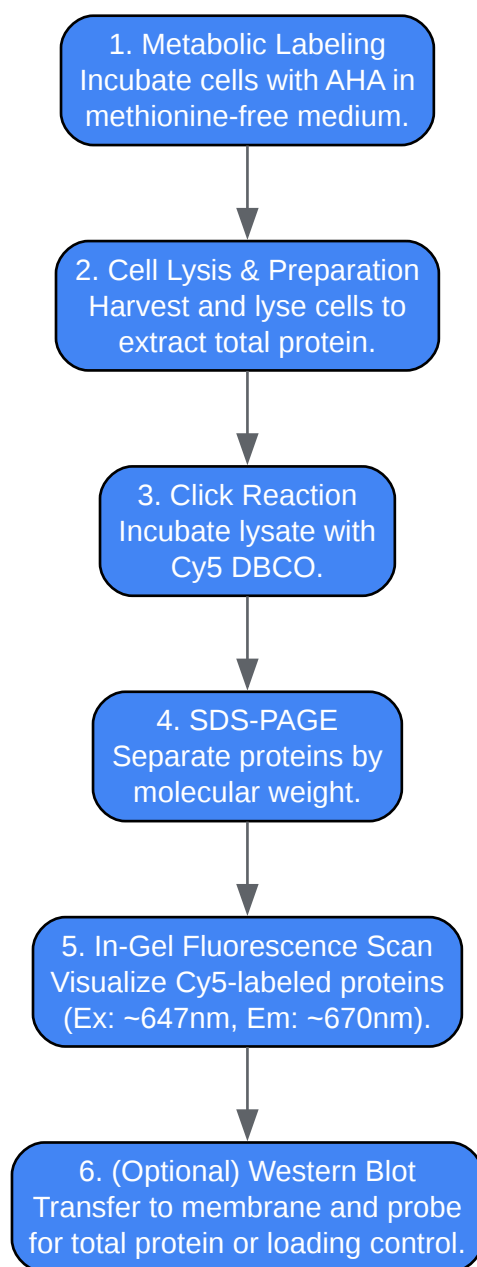 1. Metabolic Labeling
Incubate cells with AHA in
methionine-free medium.
2. Cell Lysis & Preparation
Harvest and lyse cells to
extract total protein.
3. Click Reaction
Incubate lysate with
Cy5 DBCO.
4. SDS-PAGE
Separate proteins by
molecular weight.
5. In-Gel Fluorescence Scan
Visualize Cy5-labeled proteins
(Ex: ~647nm, Em: ~670nm).
6. (Optional) Western Blot
Transfer to membrane and probe
for total protein or loading control.